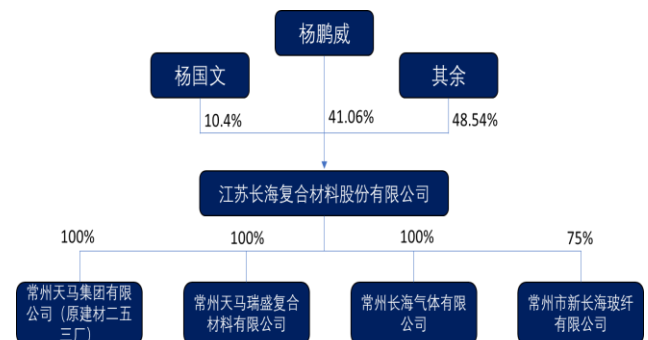 杨鹏威
杨国文
其余
10.4%
41.06%
48.54%
江苏长海复合材料股份有限公司
100%
100%
100%
75%
常州天马集团有限
公司（原建材二五
三厂）
常州天马瑞盛复合
材料有限公司
常州长海气体有限
公司
常州市新长海玻纤
有限公司